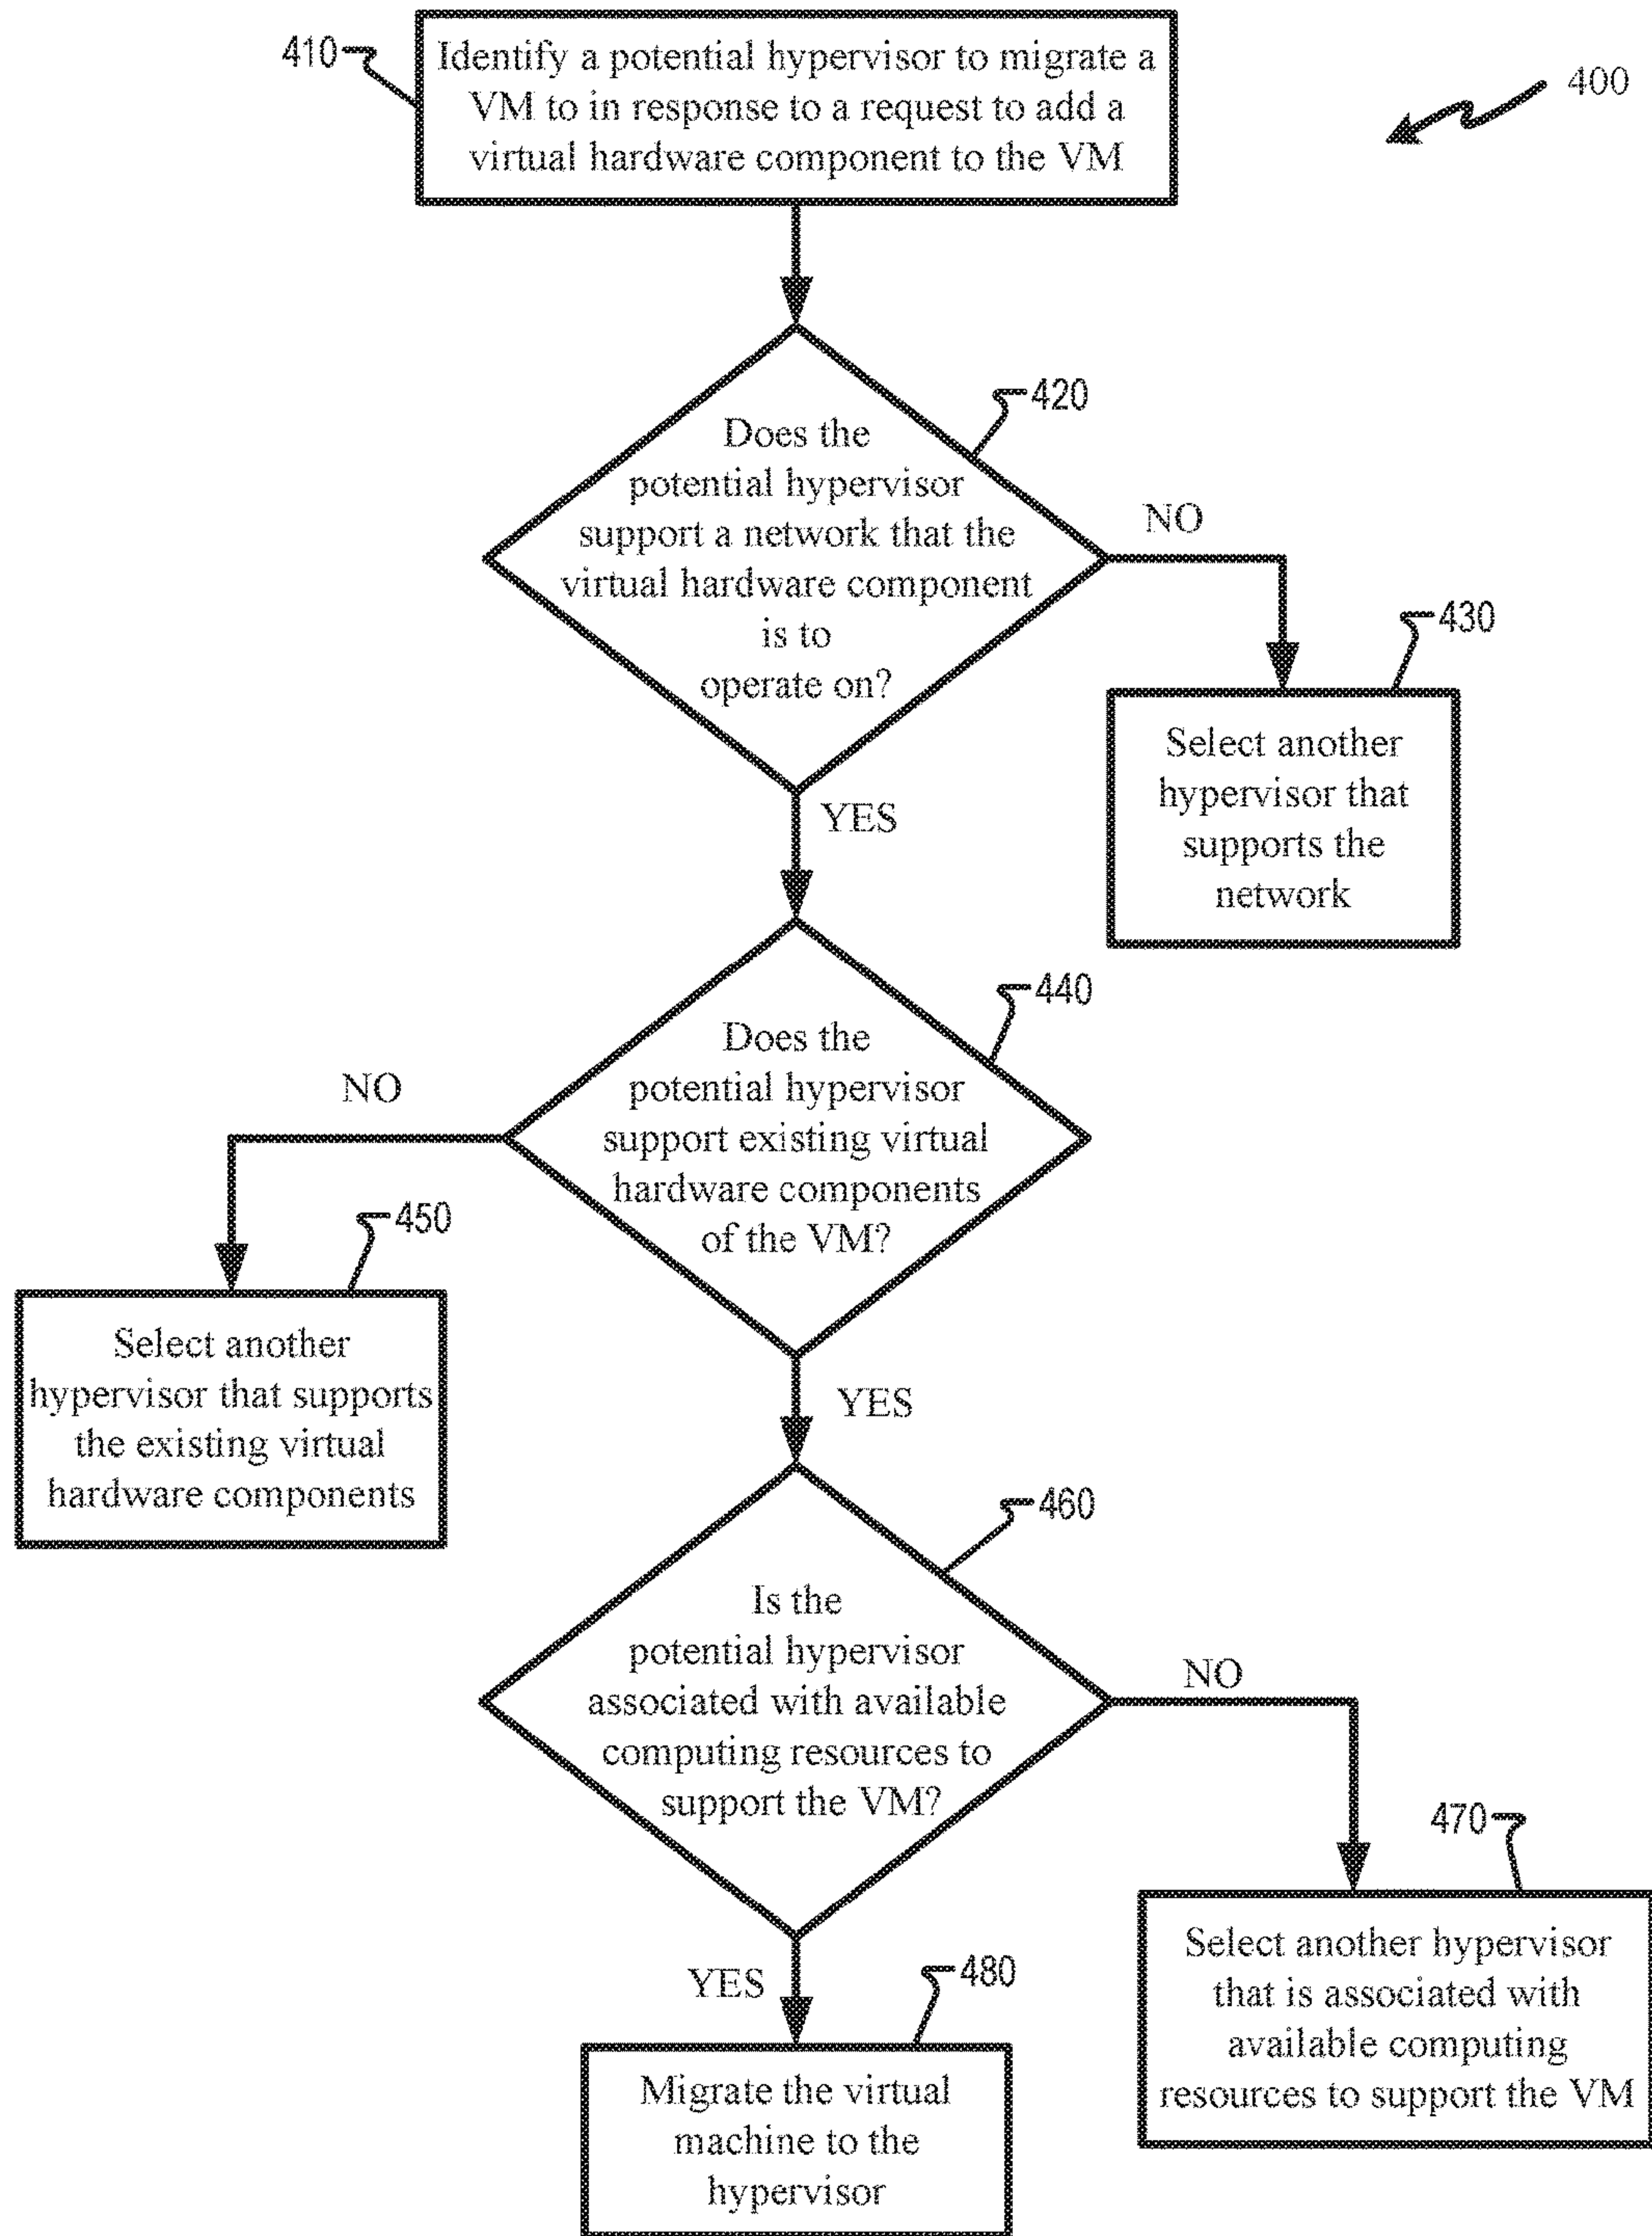 410
Identify a potential hypervisor to migrate a
VM to in response to a request to add a
virtual hardware component to the VM
400
420
Does the
potential hypervisor
support a network that the
virtual hardware component
is to
operate on?
NO
430
Select another
hypervisor that
supports the
network
YES
440
Does the
potential hypervisor
support existing virtual
hardware components
of the VM?
NO
450
Select another
hypervisor that supports
the existing virtual
hardware components
YES
460
Is the
potential hypervisor
associated with available
computing resources to
support the VM?
NO
470
Select another hypervisor
that is associated with
available computing
resources to support the VM
YES
480
Migrate the virtual
machine to the
hypervisor